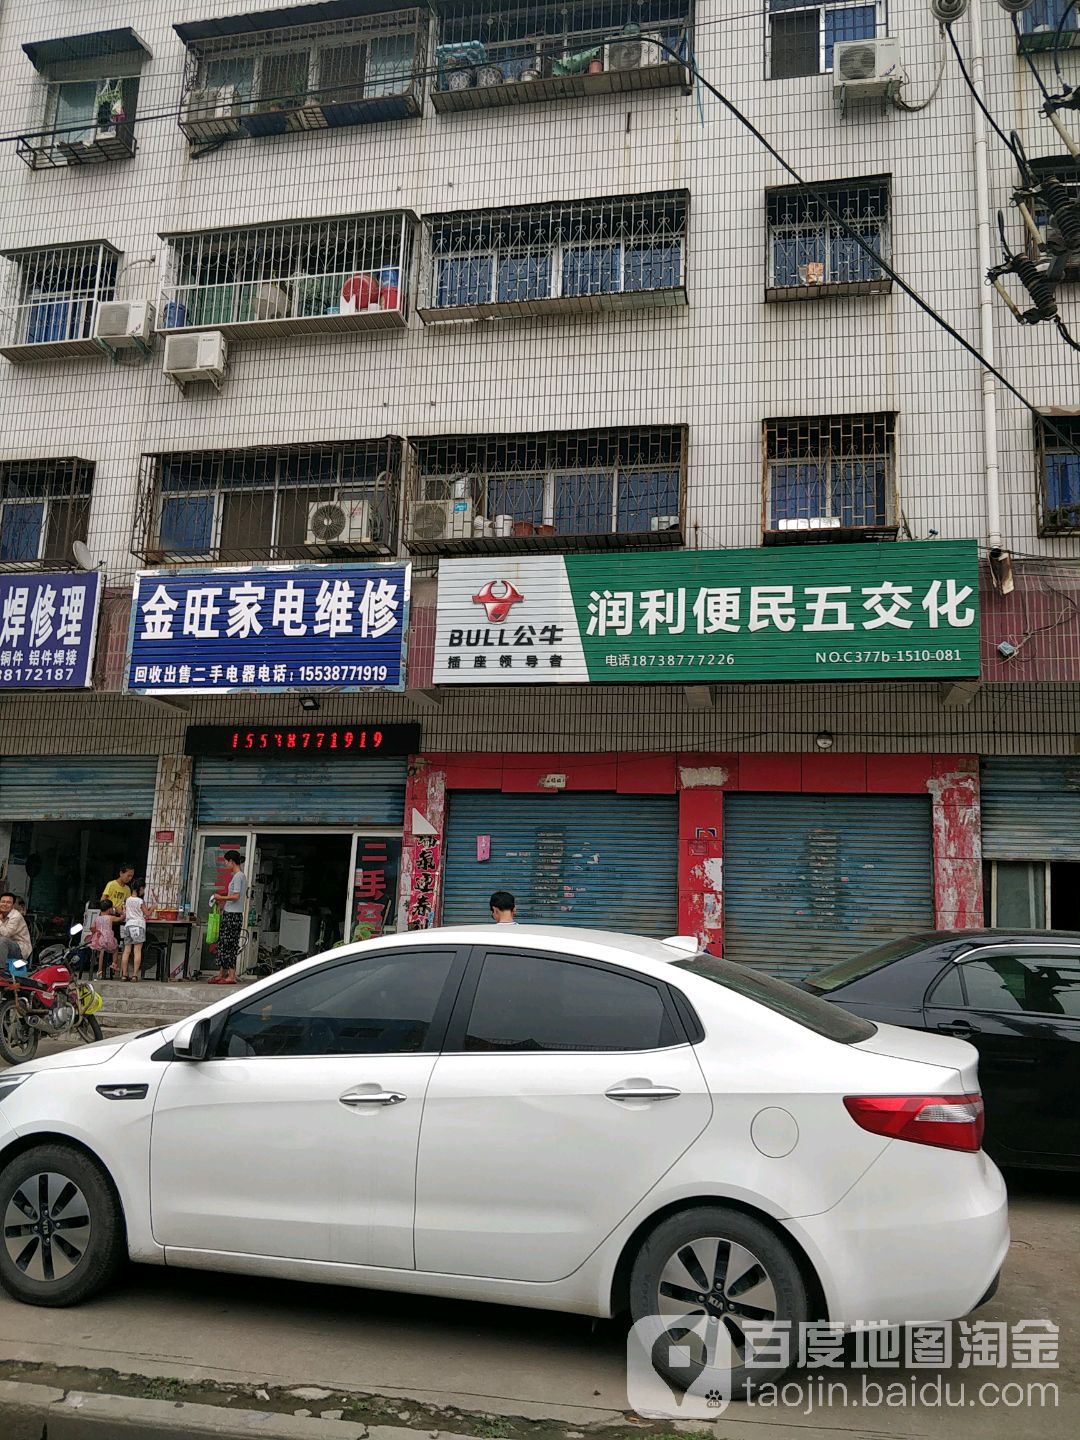 焊修理
铜件 铝件焊接
38172187
金旺家电维修
回收出售二手电器电话：15538771919
15538771919
BULL公牛
插座领导者
润利便民五交化
电话18738777226
NO.C377b-1510-081
二手
百度地图淘金
taojin.baidu.com